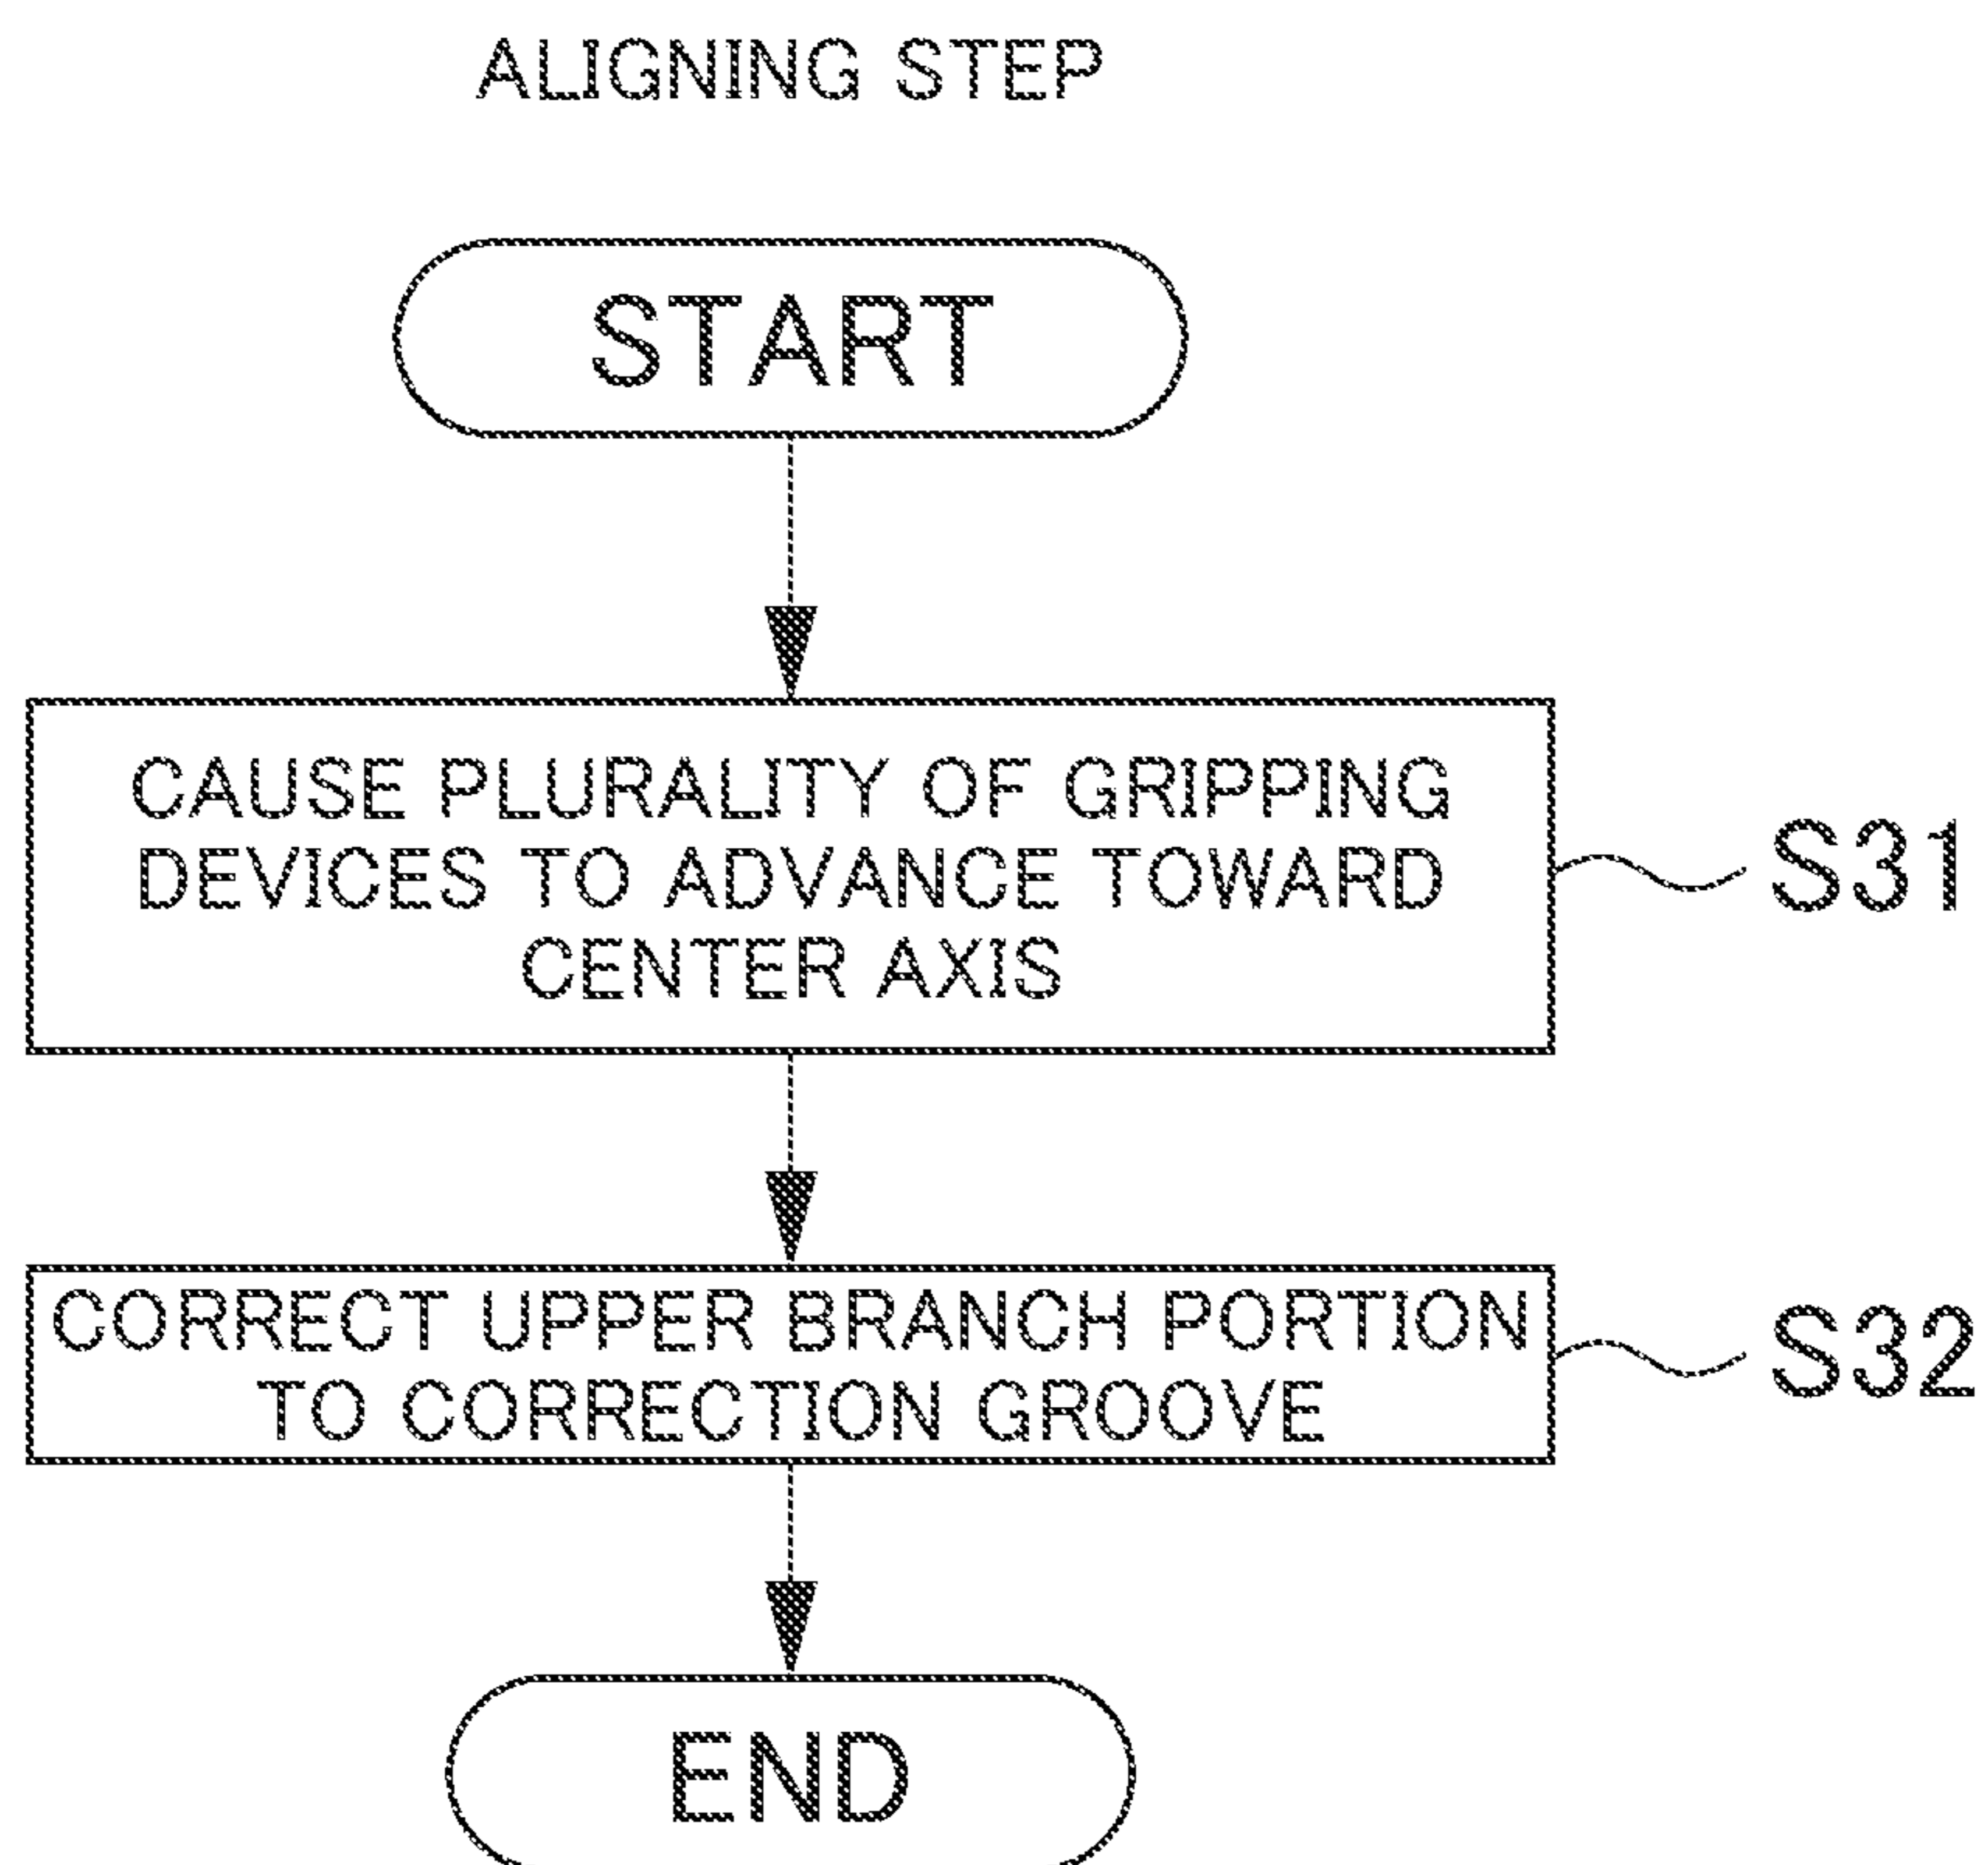 ALIGNING STEP
START
CAUSE PLURALITY OF GRIPPING
DEVICES TO ADVANCE TOWARD
CENTER AXIS
S31
CORRECT UPPER BRANCH PORTION
TO CORRECTION GROOVE
S32
END